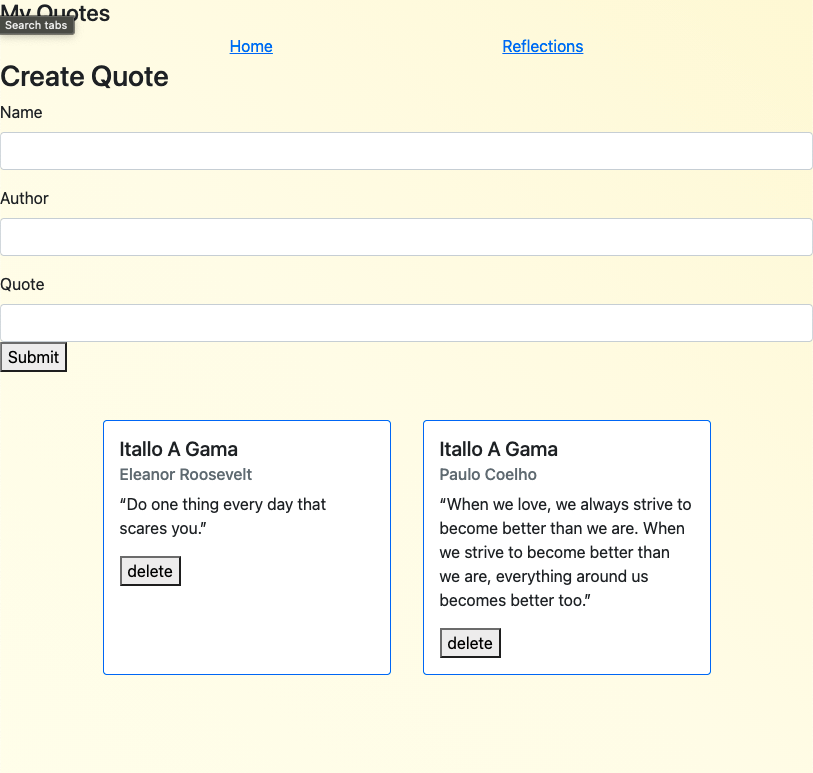 My Quotes
Search tabs
Home Reflections
Create Quote
Name
Author
Quote
Submit
Itallo A Gama
Eleanor Roosevelt
“Do one thing every day that
scares you.”
delete
Itallo A Gama
Paulo Coelho
“When we love, we always strive to
become better than we are. When
we strive to become better than
we are, everything around us
becomes better too.”
delete